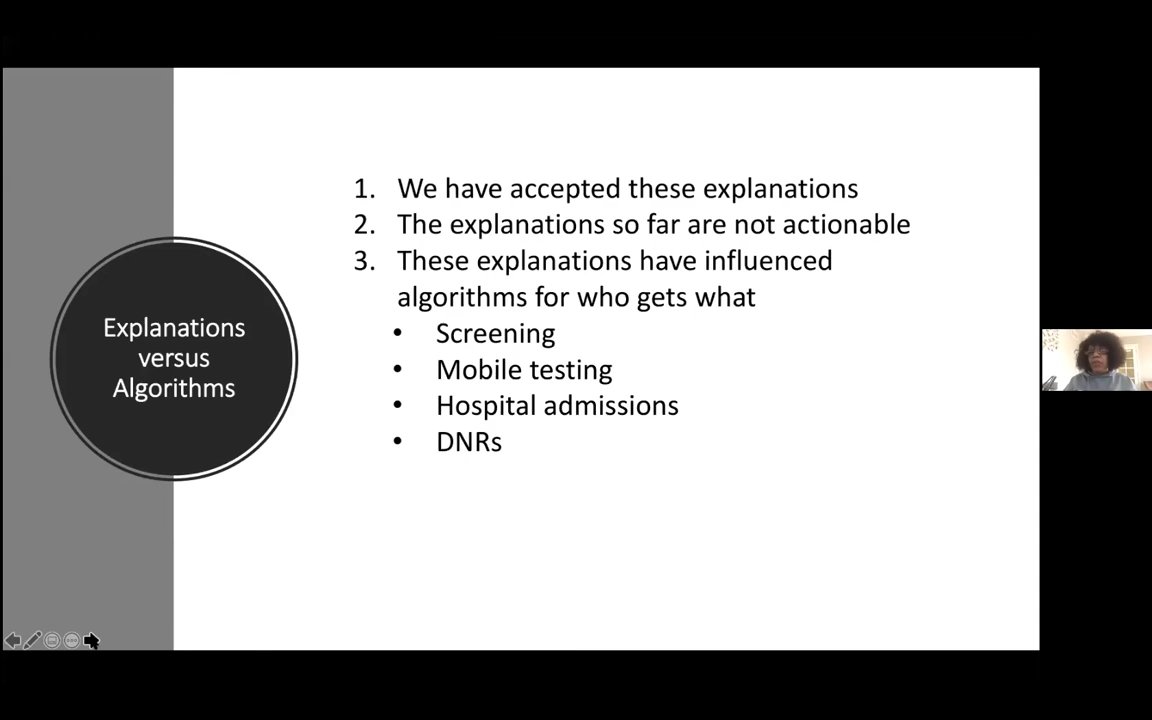 Explanations
versus
Algorithms
1. We have accepted these explanations
2. The explanations so far are not actionable
3. These explanations have influenced
algorithms for who gets what
• Screening
• Mobile testing
• Hospital admissions
• DNRs